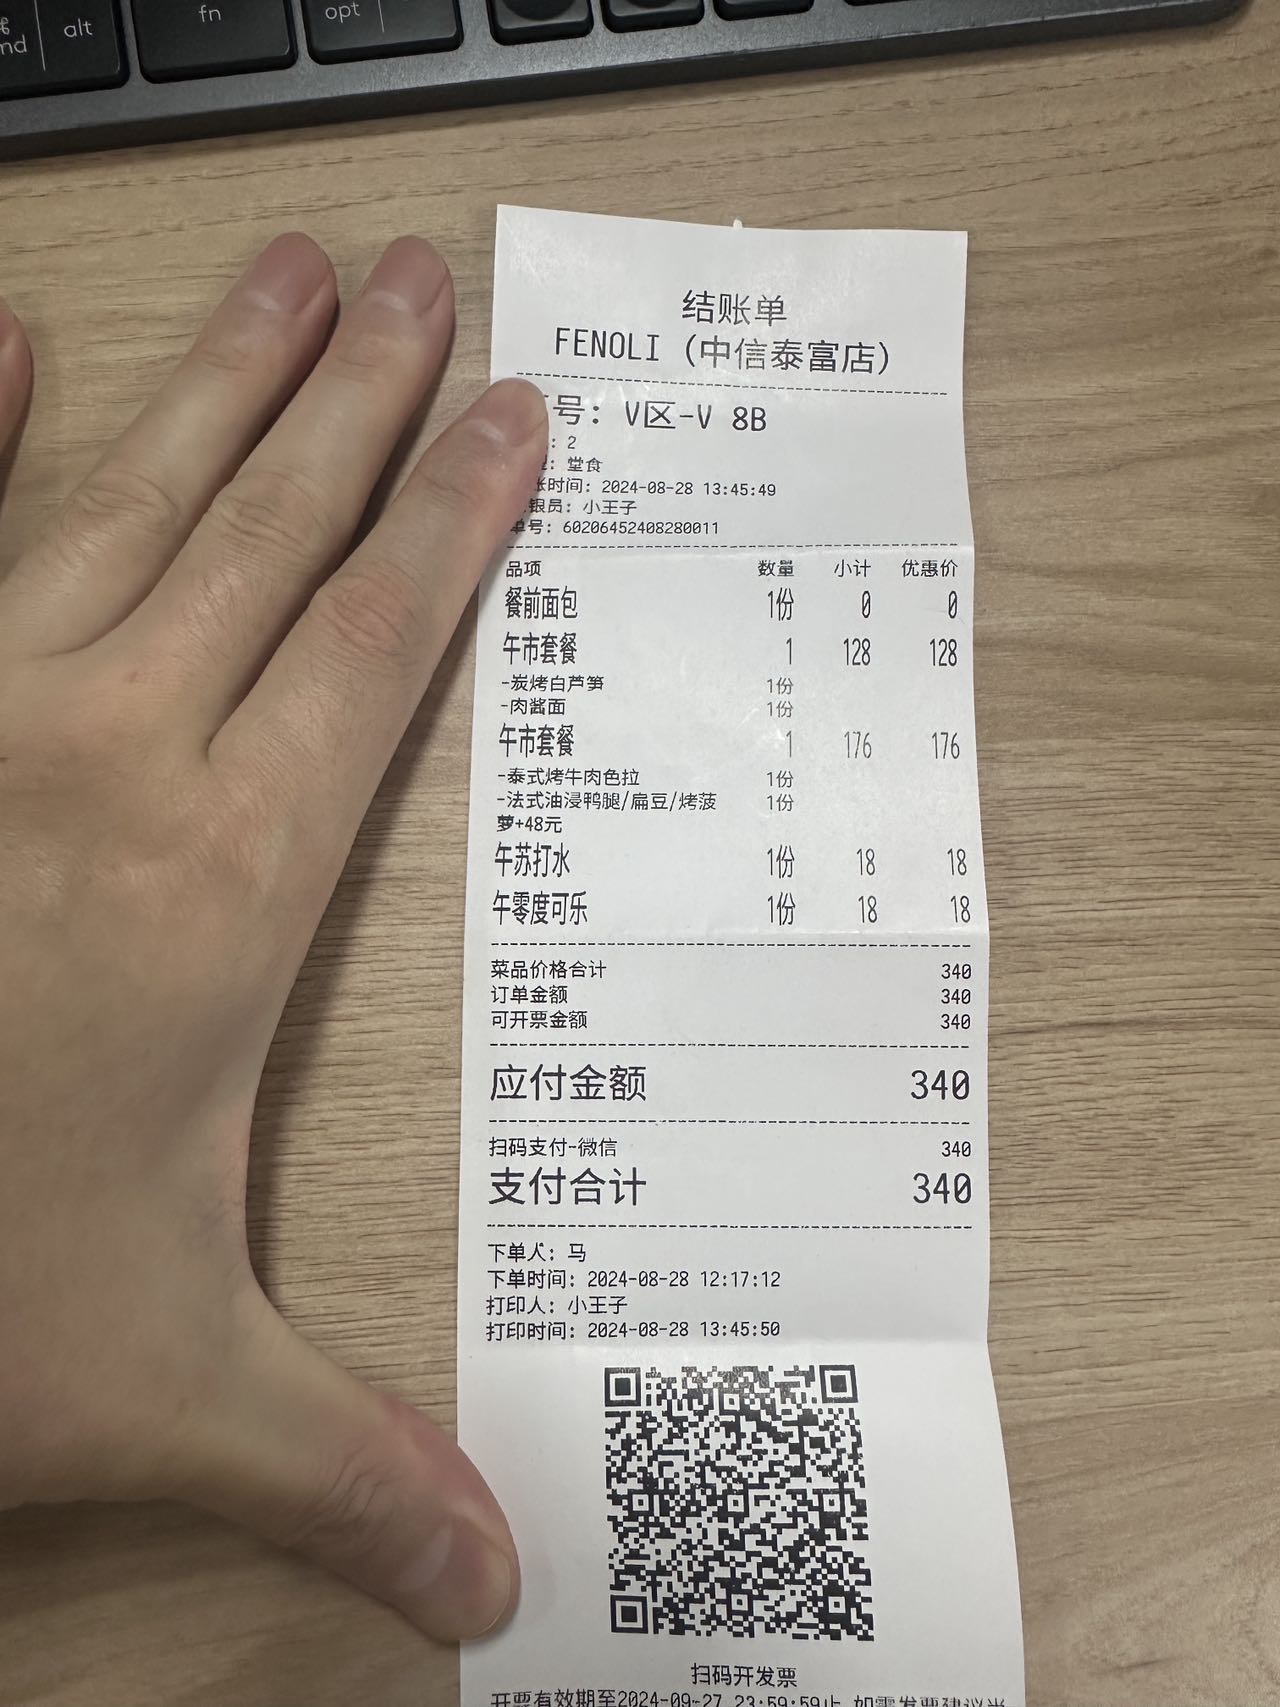 ⌘
cmd alt
fn
opt
结账单
FENOLI (中信泰富店)
号: V区-V 8B
: 2
: 堂食
账时间: 2024-08-28 13:45:49
银员: 小王子
单号: 60206452408280011
品项 数量 小计 优惠价
餐前面包 1份 0 0
午市套餐 1 128 128
-炭烤白芦笋 1份
-肉酱面 1份
午市套餐 1 176 176
-泰式烤牛肉色拉 1份
-法式油浸鸭腿/扁豆/烤菠 1份
萝+48元
午苏打水 1份 18 18
午零度可乐 1份 18 18
菜品价格合计 340
订单金额 340
可开票金额 340
应付金额 340
扫码支付-微信 340
支付合计 340
下单人: 马
下单时间: 2024-08-28 12:17:12
打印人: 小王子
打印时间: 2024-08-28 13:45:50
扫码开发票
开票有效期至2024-09-27 23:59:59止,如需发票建议当